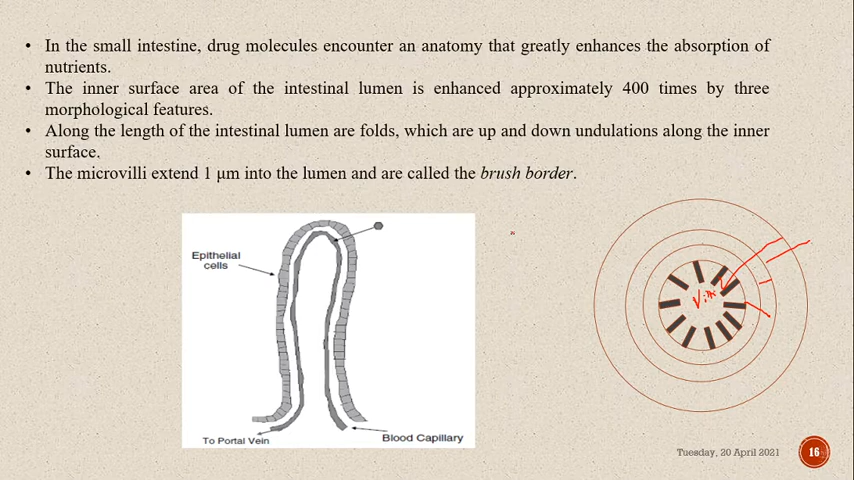 • In the small intestine, drug molecules encounter an anatomy that greatly enhances the absorption of
nutrients.
• The inner surface area of the intestinal lumen is enhanced approximately 400 times by three
morphological features.
• Along the length of the intestinal lumen are folds, which are up and down undulations along the inner
surface.
• The microvilli extend 1 μm into the lumen and are called the brush border.
Epithelial
cells
To Portal Vein
Blood Capillary
Tuesday, 20 April 2021
16